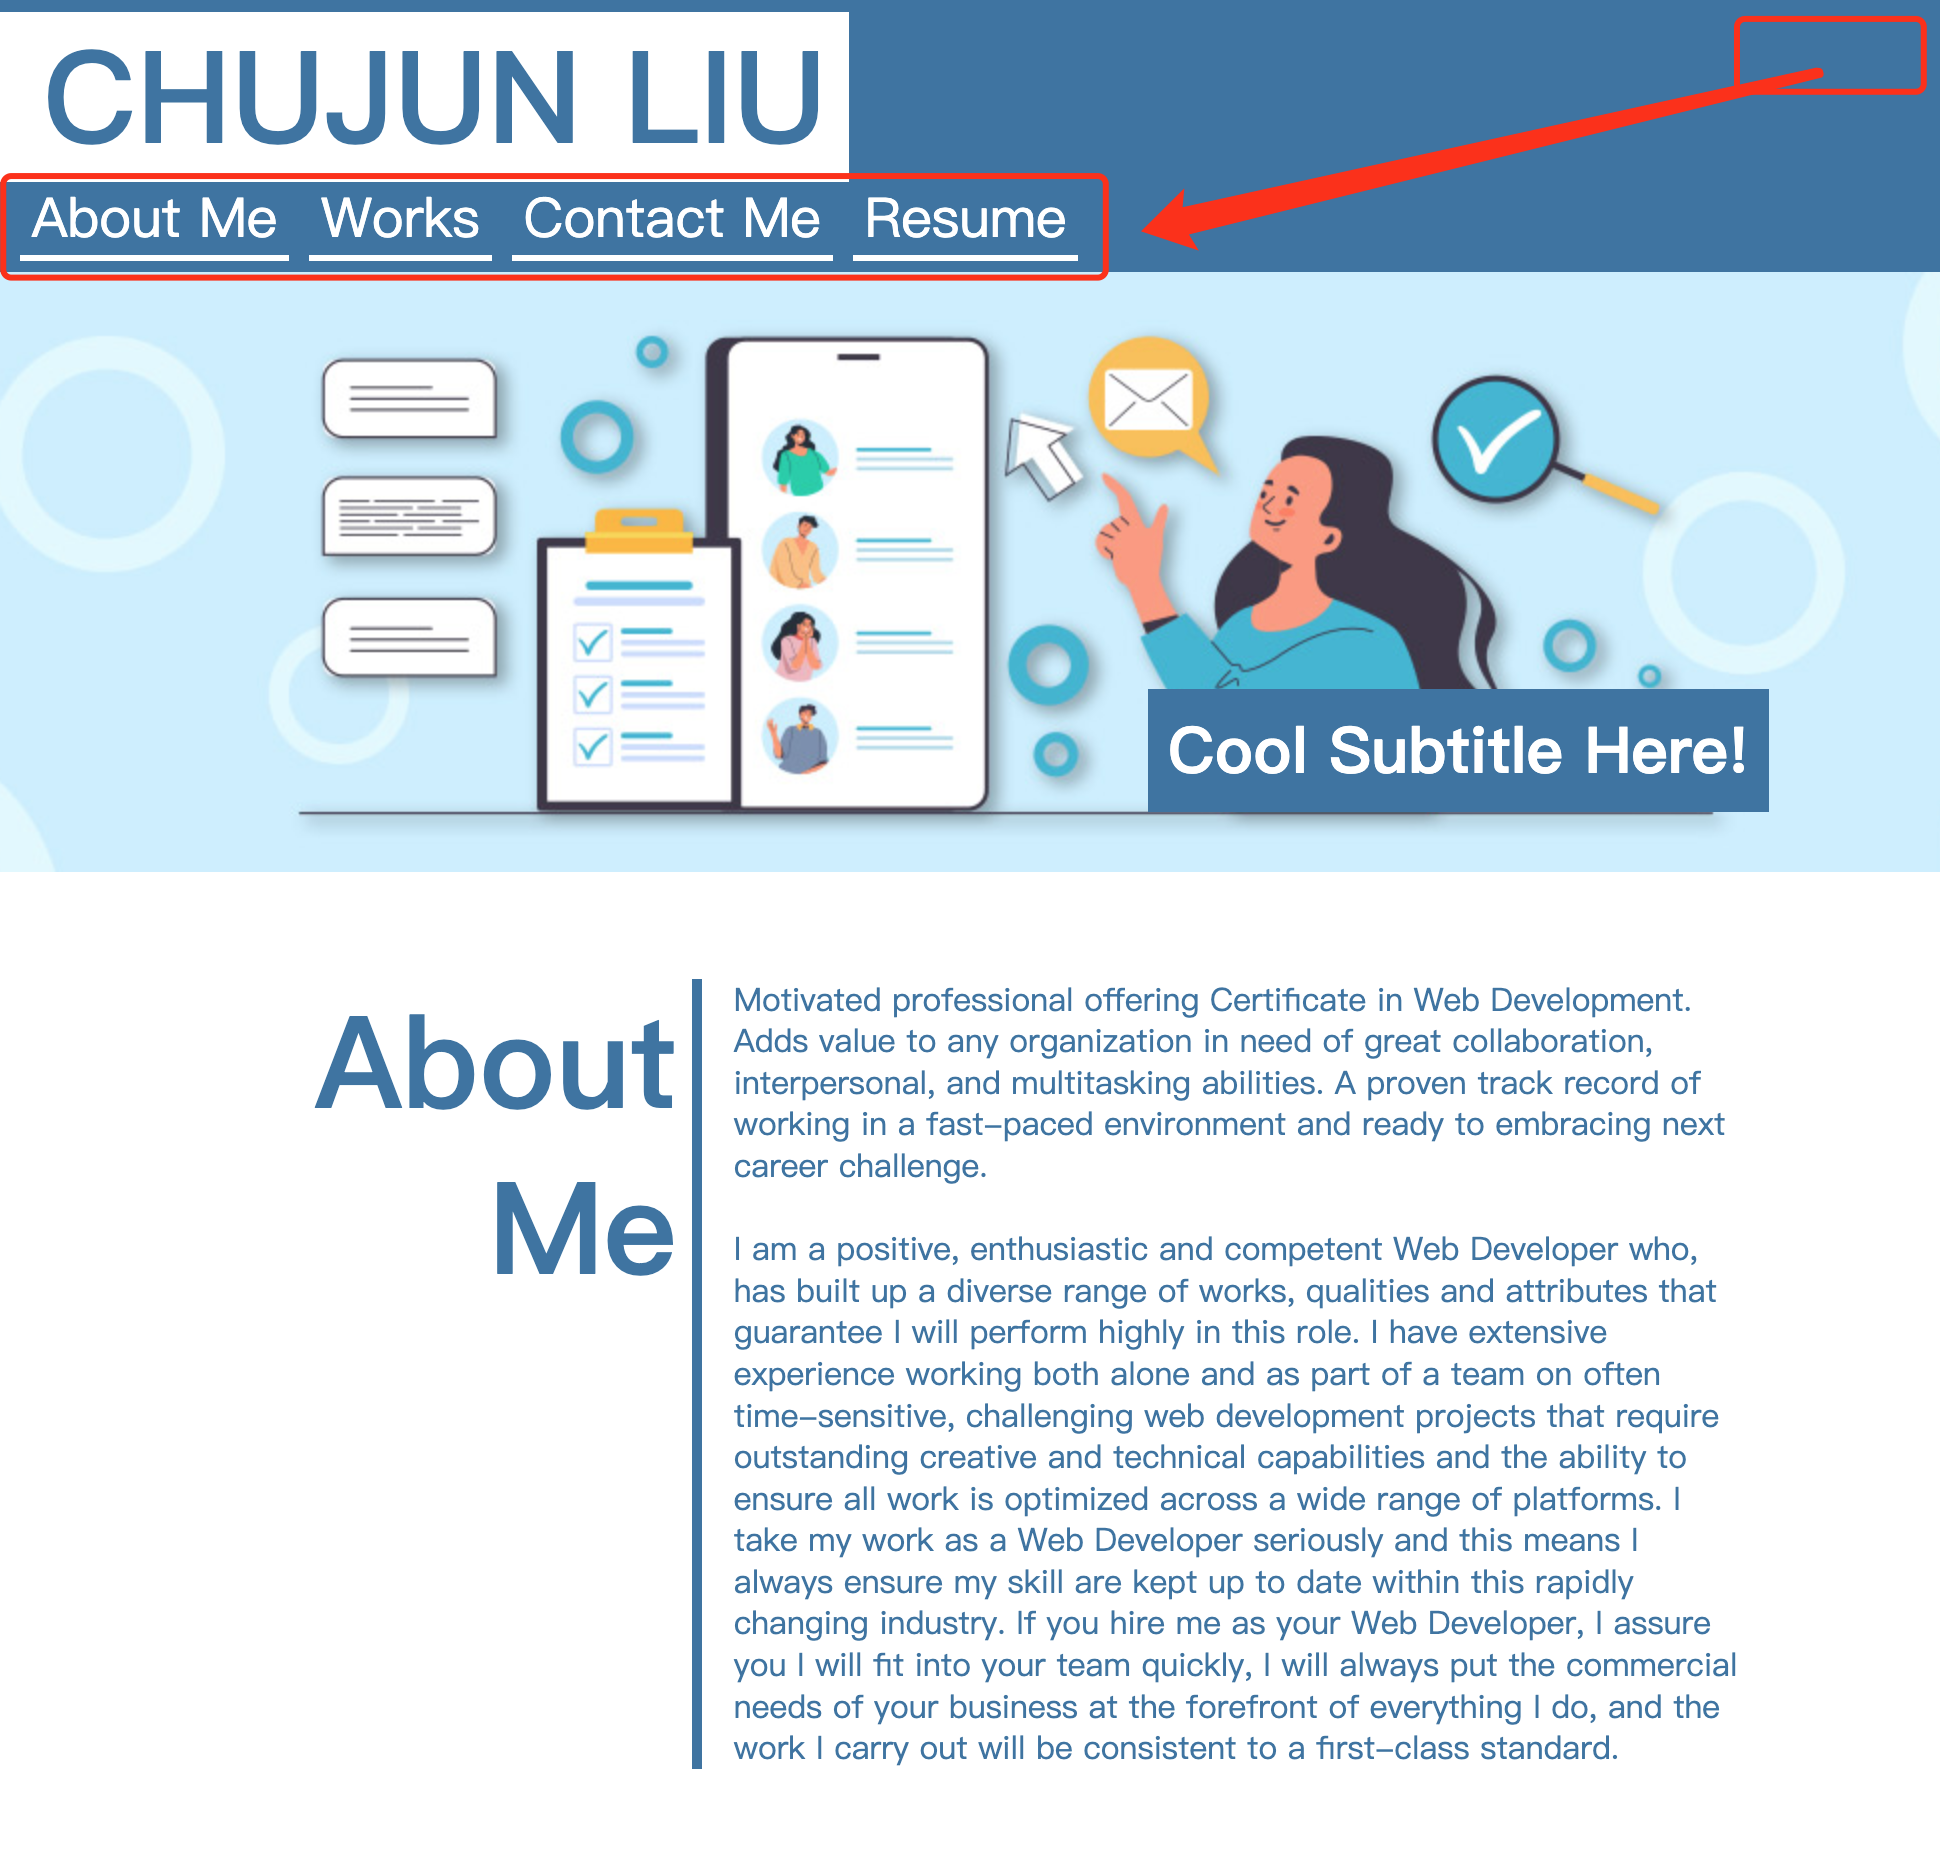 CHUJUN LIU
About Me Works Contact Me Resume
Cool Subtitle Here!
About
Me
Motivated professional offering Certificate in Web Development.
Adds value to any organization in need of great collaboration,
interpersonal, and multitasking abilities. A proven track record of
working in a fast-paced environment and ready to embracing next
career challenge.
I am a positive, enthusiastic and competent Web Developer who,
has built up a diverse range of works, qualities and attributes that
guarantee I will perform highly in this role. I have extensive
experience working both alone and as part of a team on often
time-sensitive, challenging web development projects that require
outstanding creative and technical capabilities and the ability to
ensure all work is optimized across a wide range of platforms. I
take my work as a Web Developer seriously and this means I
always ensure my skill are kept up to date within this rapidly
changing industry. If you hire me as your Web Developer, I assure
you I will fit into your team quickly, I will always put the commercial
needs of your business at the forefront of everything I do, and the
work I carry out will be consistent to a first-class standard.